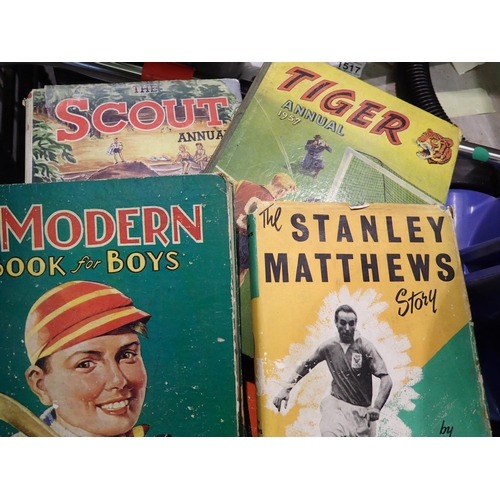 THE
SCOUT
ANNUAL
TIGER
ANNUAL
1957
1517
MODERN
BOOK for BOYS
The
STANLEY
MATTHEWS
Story
by